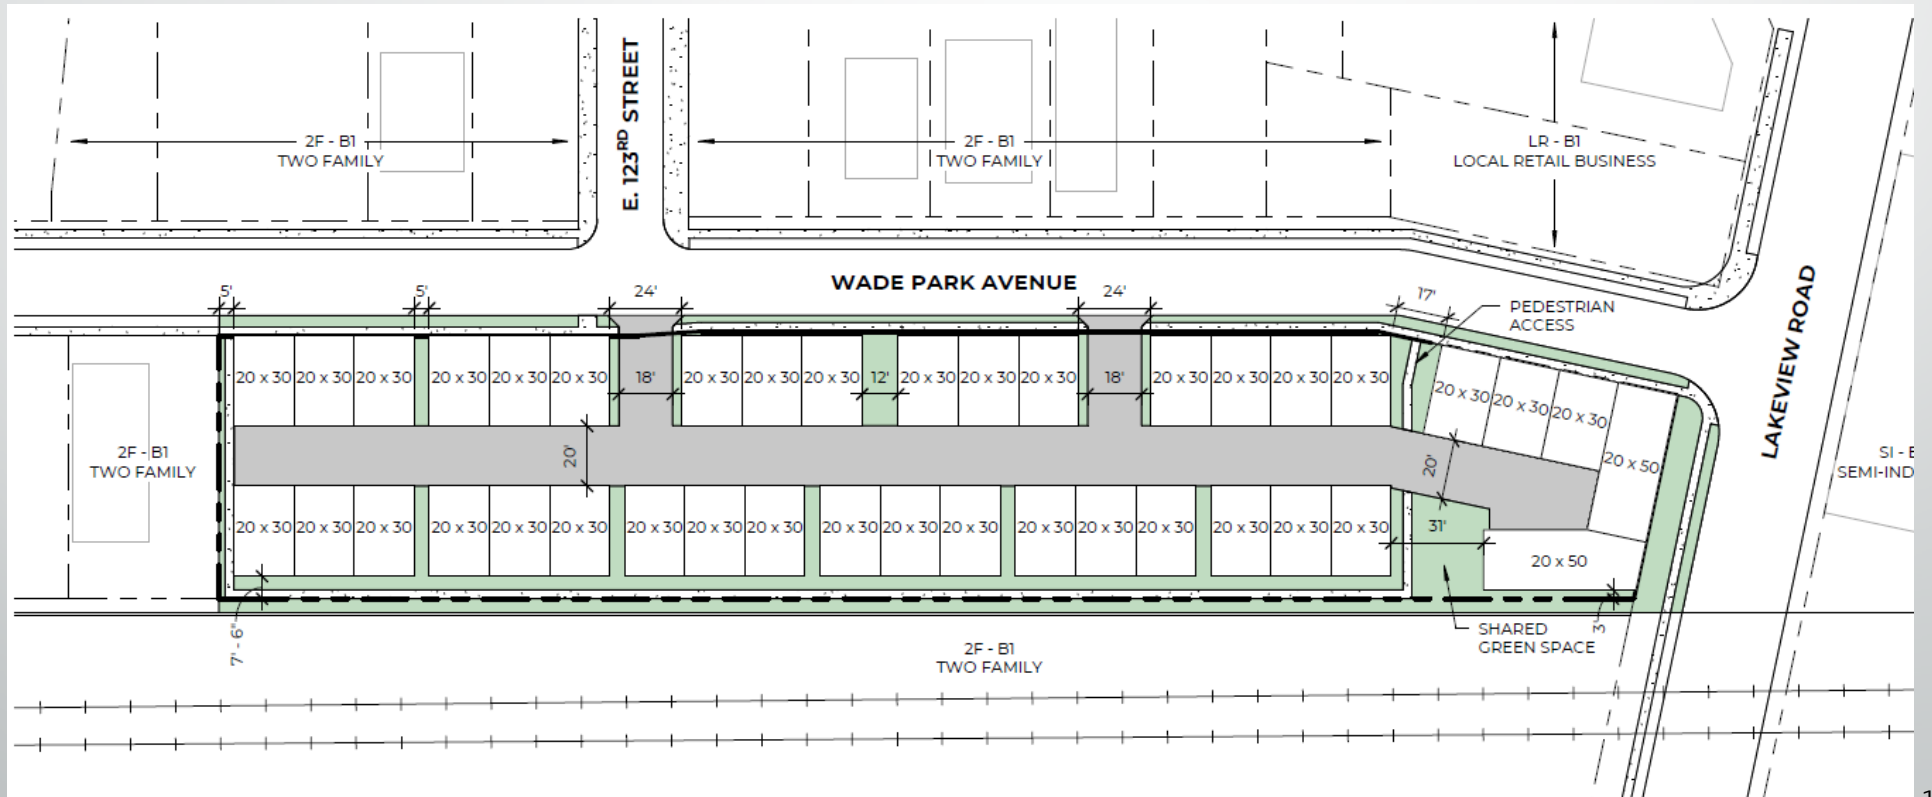 E. 123RD STREET
2F - B1
TWO FAMILY
2F - B1
TWO FAMILY
LR - B1
LOCAL RETAIL BUSINESS
WADE PARK AVENUE
LAKEVIEW ROAD
5'
5'
24'
24'
17'
PEDESTRIAN
ACCESS
20 x 30 20 x 30 20 x 30 20 x 30 20 x 30 20 x 30 18' 20 x 30 20 x 30 20 x 30 12' 20 x 30 20 x 30 20 x 30 18' 20 x 30 20 x 30 20 x 30 20 x 30
20 x 30 20 x 30 20 x 30
20 x 50
2F - B1
TWO FAMILY
20'
20'
SI -
SEMI-IND
20 x 30 20 x 30 20 x 30 20 x 30 20 x 30 20 x 30 20 x 30 20 x 30 20 x 30 20 x 30 20 x 30 20 x 30 20 x 30 20 x 30 20 x 30 20 x 30 20 x 30 20 x 30 31'
20 x 50
7' - 6"
3'
SHARED
GREEN SPACE
2F - B1
TWO FAMILY